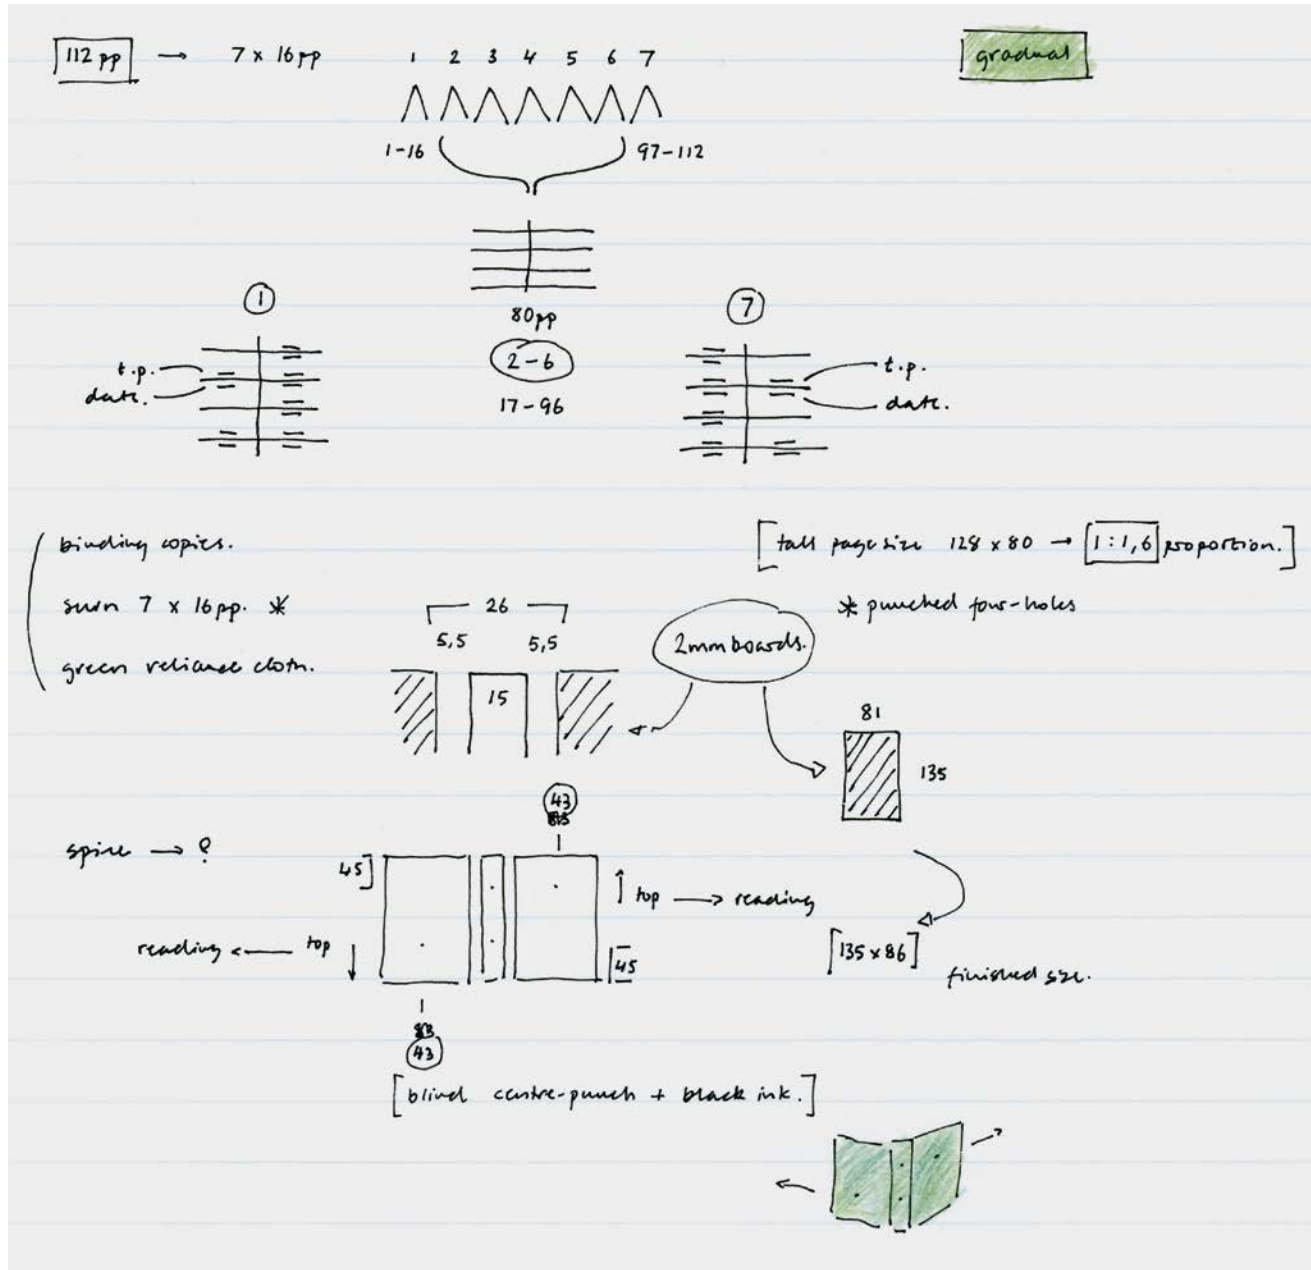 112 pp → 7 x 16pp 1 2 3 4 5 6 7 gradual
1-16 97-112
80pp
1 7
2-6
t.p. t.p.
date. 17-96 date.
binding copies. [tall page size 128 x 80 → 1:1,6 proportion.]
sewn 7 x 16pp. * 26 * punched four-holes
5,5 5,5 2mm boards.
green reliance cloth.
15
81
135
43
spine → ?
45
↑ top → reading
reading ← top ↓
45
[135 x 86]
finished size.
43
[blind centre-punch + black ink.]